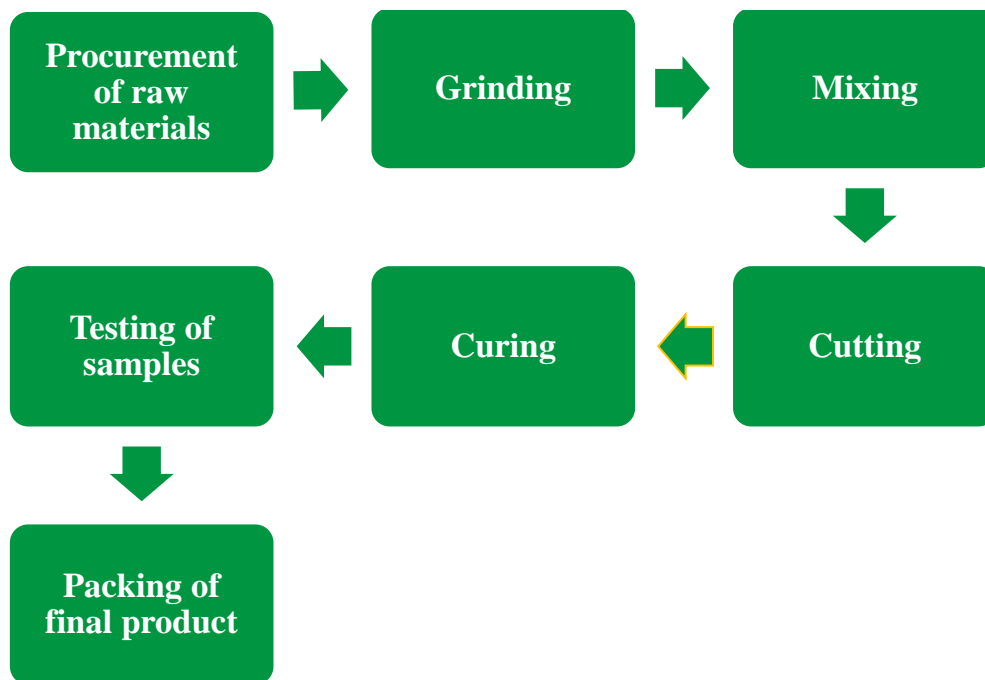 Procurement
of raw
materials
Grinding
Mixing
Cutting
Curing
Testing of
samples
Packing of
final product